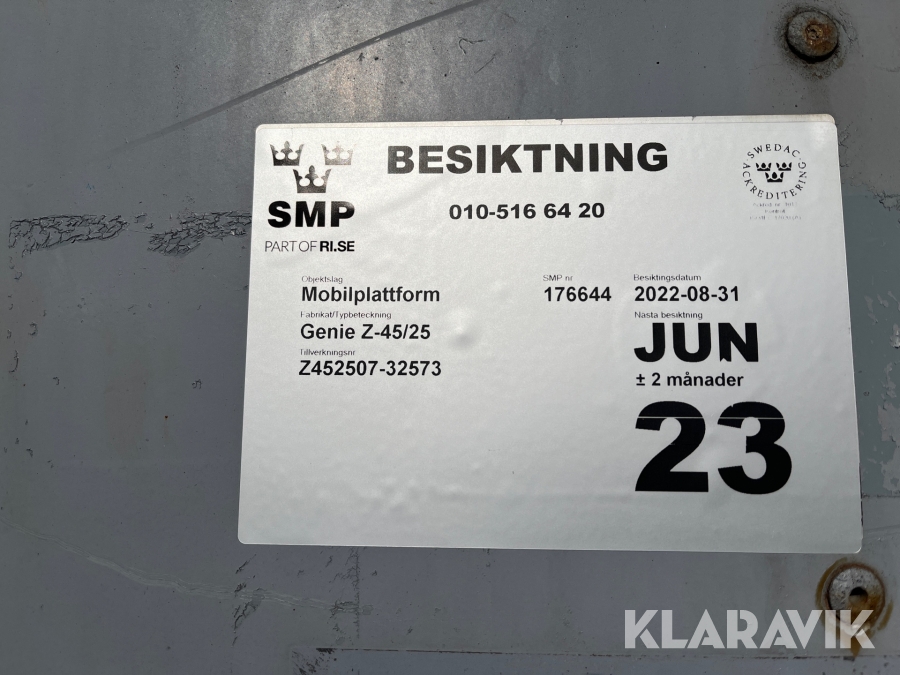 BESIKTNING
SMP
PART OF RI.SE
010-516 64 20
SWEDAC
ACKREDITERING
Objektslag
Mobilplattform
Fabrikat/Typbeteckning
Genie Z-45/25
Tillverkningsnr
Z452507-32573
SMP nr
176644
Besiktingsdatum
2022-08-31
Nästa besiktning
JUN
± 2 månader
23
KLARAVIK